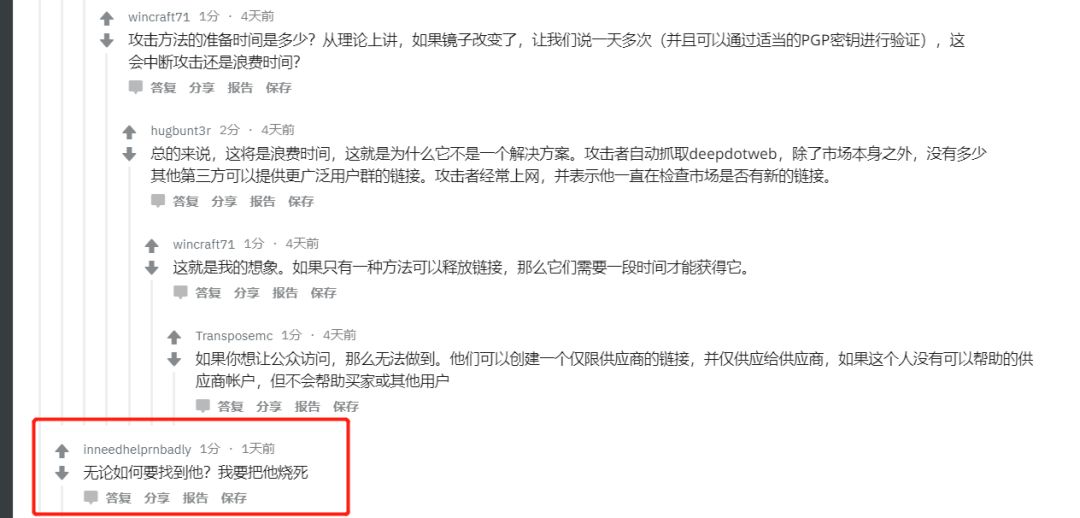 wincraft71 1分 · 4天前
攻击方法的准备时间是多少？从理论上讲，如果镜子改变了，让我们说一天多次（并且可以通过适当的PGP密钥进行验证），这
会中断攻击还是浪费时间？
答复 分享 报告 保存
hugbunt3r 2分 · 4天前
总的来说，这将是浪费时间，这就是为什么它不是一个解决方案。攻击者自动抓取deepdotweb，除了市场本身之外，没有多少
其他第三方可以提供更广泛用户群的链接。攻击者经常上网，并表示他一直在检查市场是否有新的链接。
答复 分享 报告 保存
wincraft71 1分 · 4天前
这就是我的想象。如果只有一种方法可以释放链接，那么它们需要一段时间才能获得它。
答复 分享 报告 保存
Transposemc 1分 · 4天前
如果你想让公众访问，那么无法做到。他们可以创建一个仅限供应商的链接，并仅供应给供应商，如果这个人没有可以帮助的供
应商帐户，但不会帮助买家或其他用户
答复 分享 报告 保存
inneedhelprnbadly 1分 · 1天前
无论如何要找到他？我要把他烧死
答复 分享 报告 保存